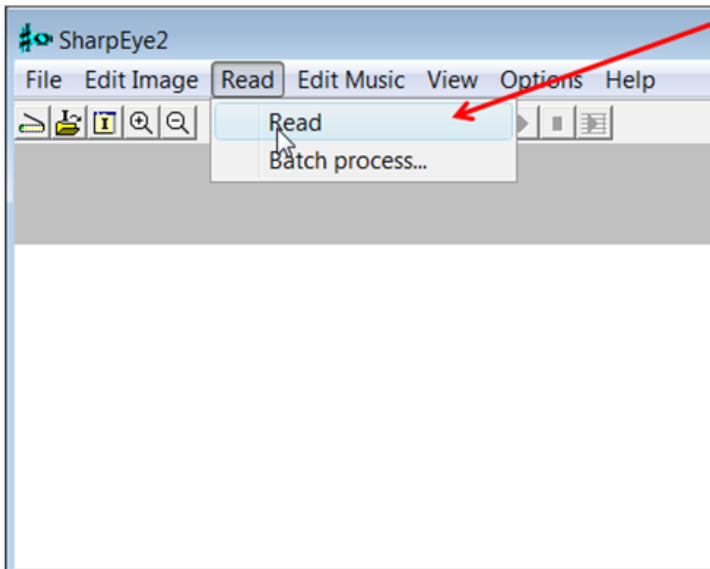 SharpEye2
File Edit Image Read Edit Music View Options Help
Read
Batch process...